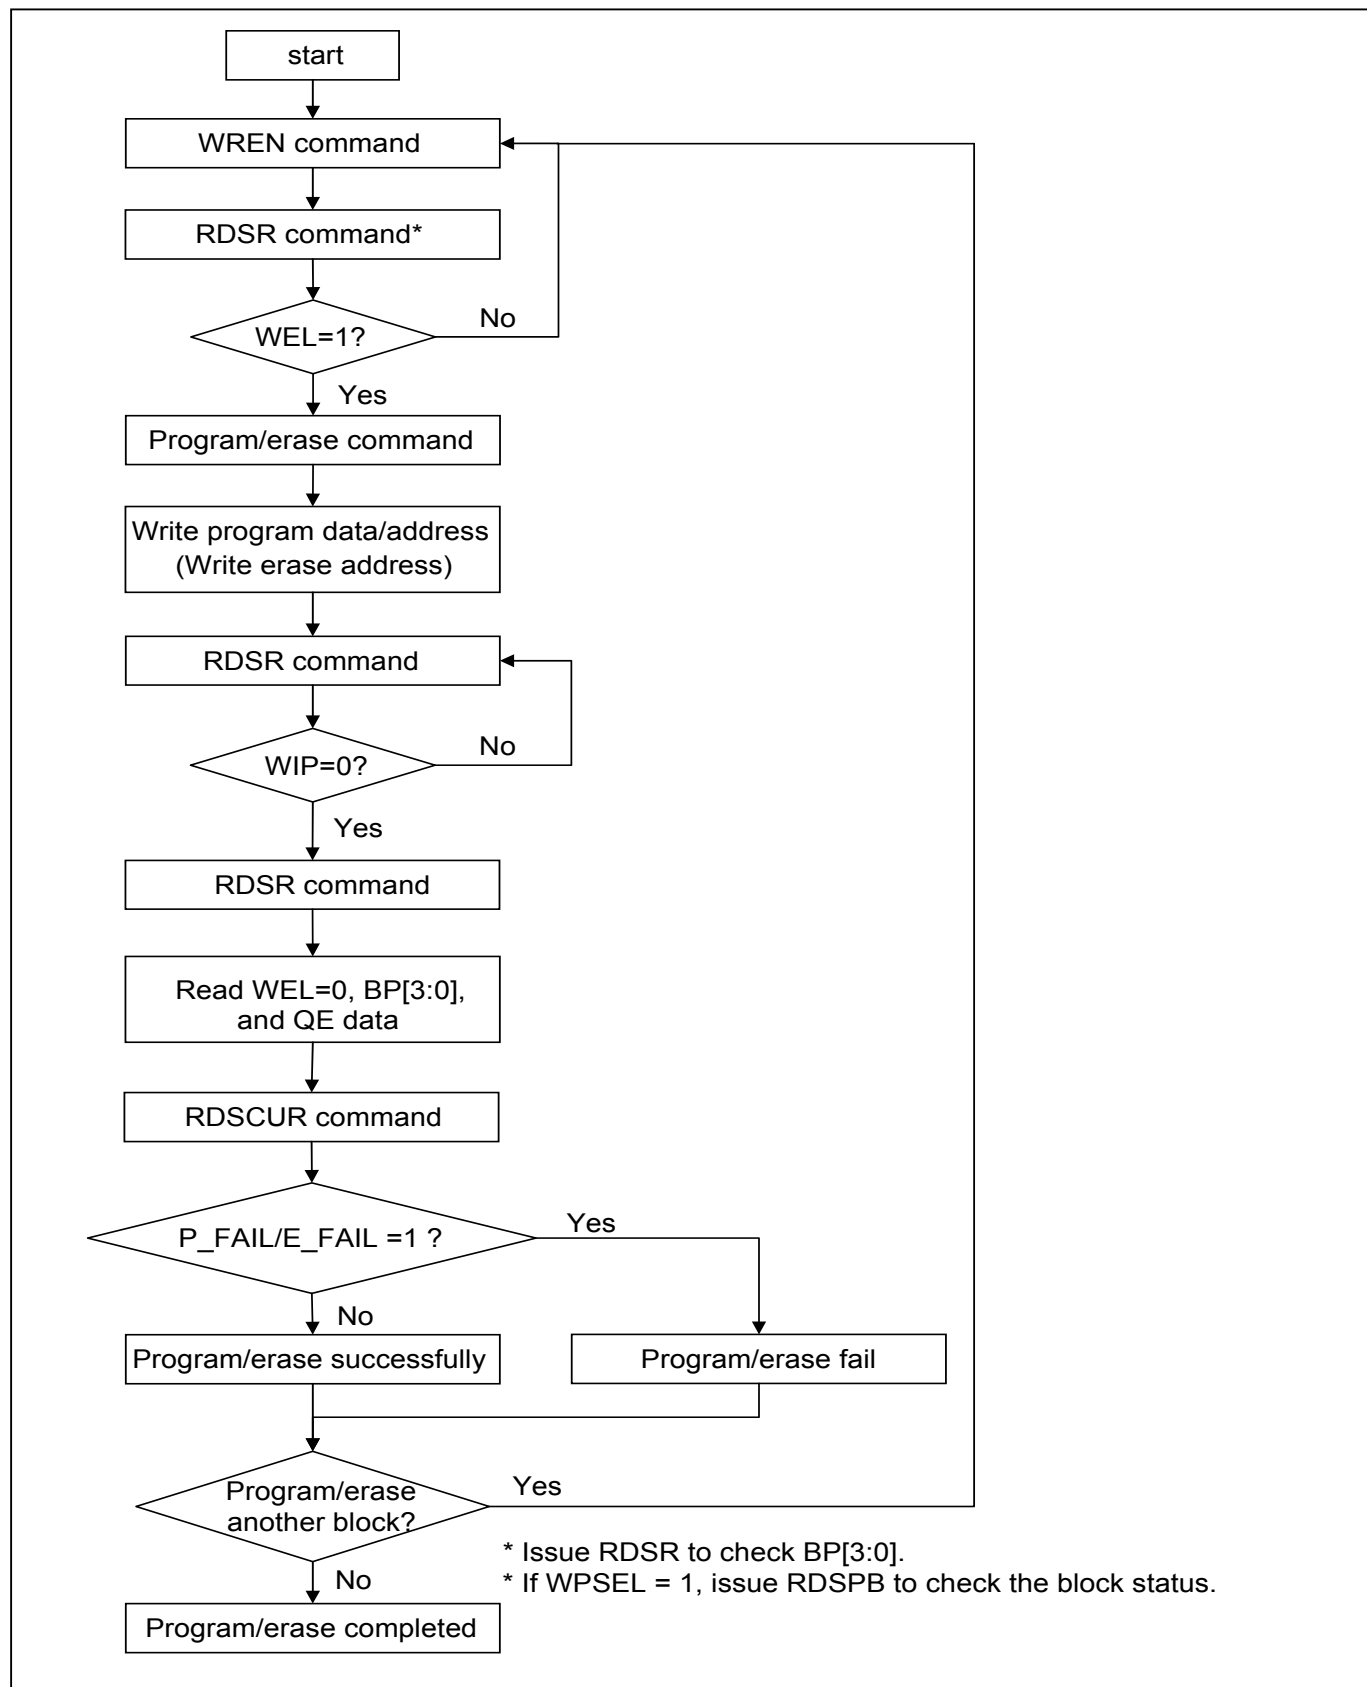 start
WREN command
RDSR command*
WEL=1?
No
Yes
Program/erase command
Write program data/address
(Write erase address)
RDSR command
WIP=0?
No
Yes
RDSR command
Read WEL=0, BP[3:0],
and QE data
RDSCUR command
P_FAIL/E_FAIL =1 ?
Yes
No
Program/erase successfully
Program/erase fail
Program/erase
another block?
Yes
No
* Issue RDSR to check BP[3:0].
* If WPSEL = 1, issue RDSPB to check the block status.
Program/erase completed